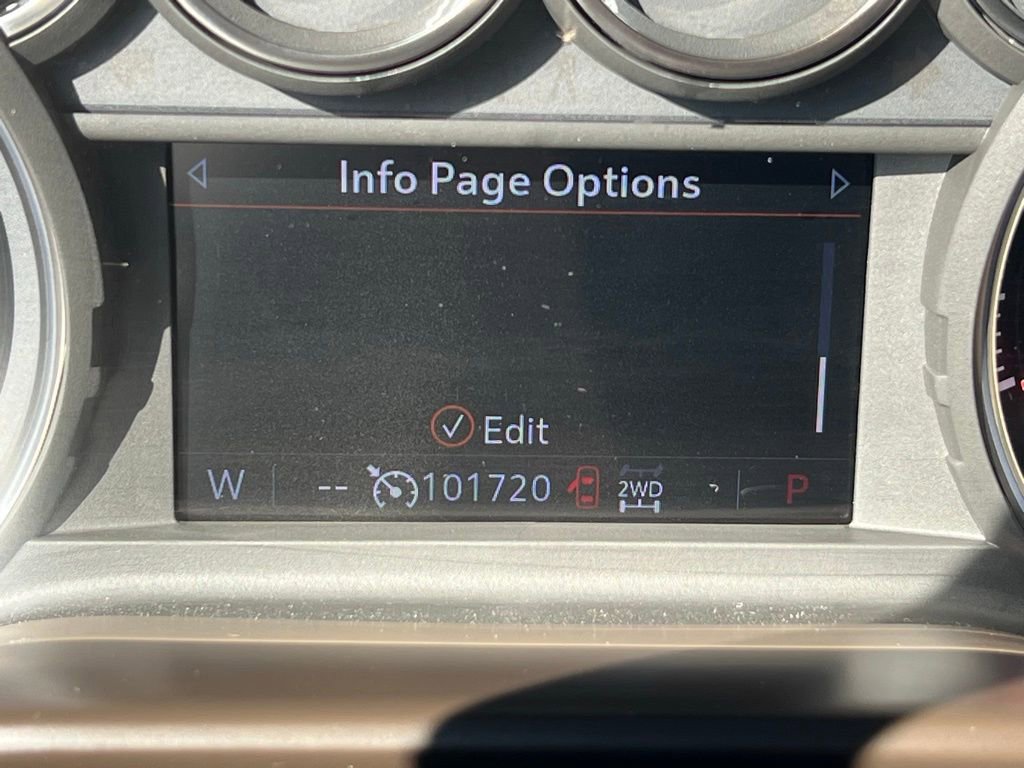 Info Page Options
Edit
W -- 101720 2WD P